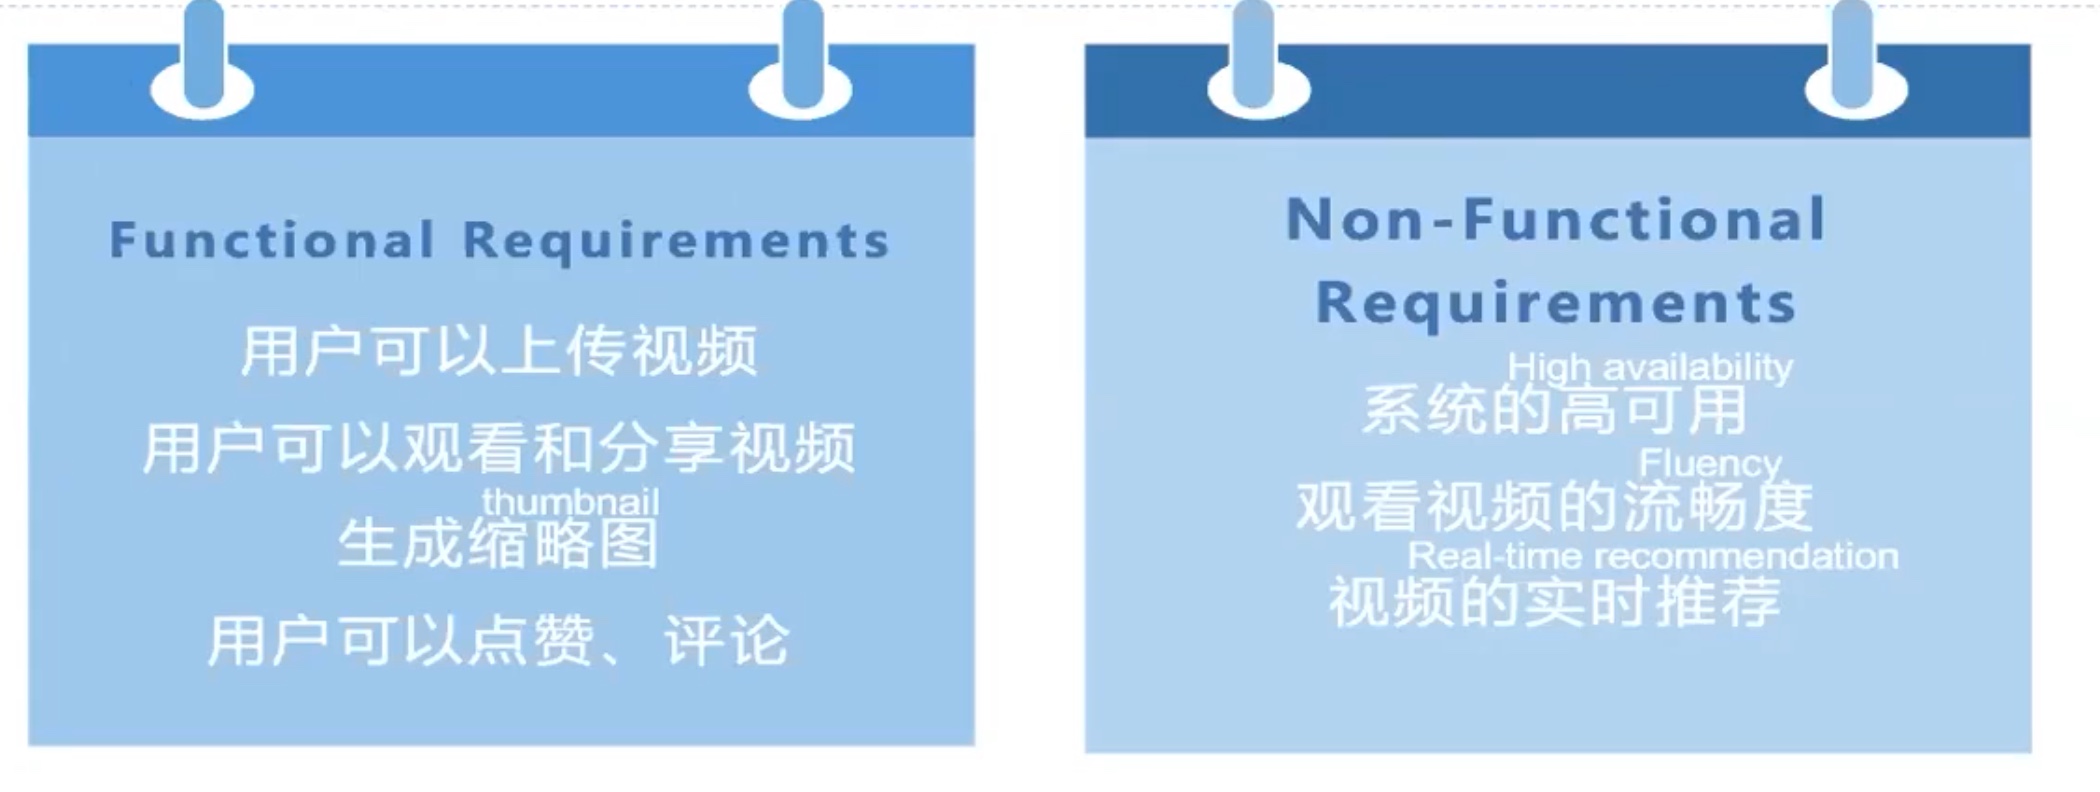 Functional Requirements
用户可以上传视频
用户可以观看和分享视频
thumbnail
生成缩略图
用户可以点赞、评论
Non-Functional
Requirements
High availability
系统的高可用
Fluency
观看视频的流畅度
Real-time recommendation
视频的实时推荐